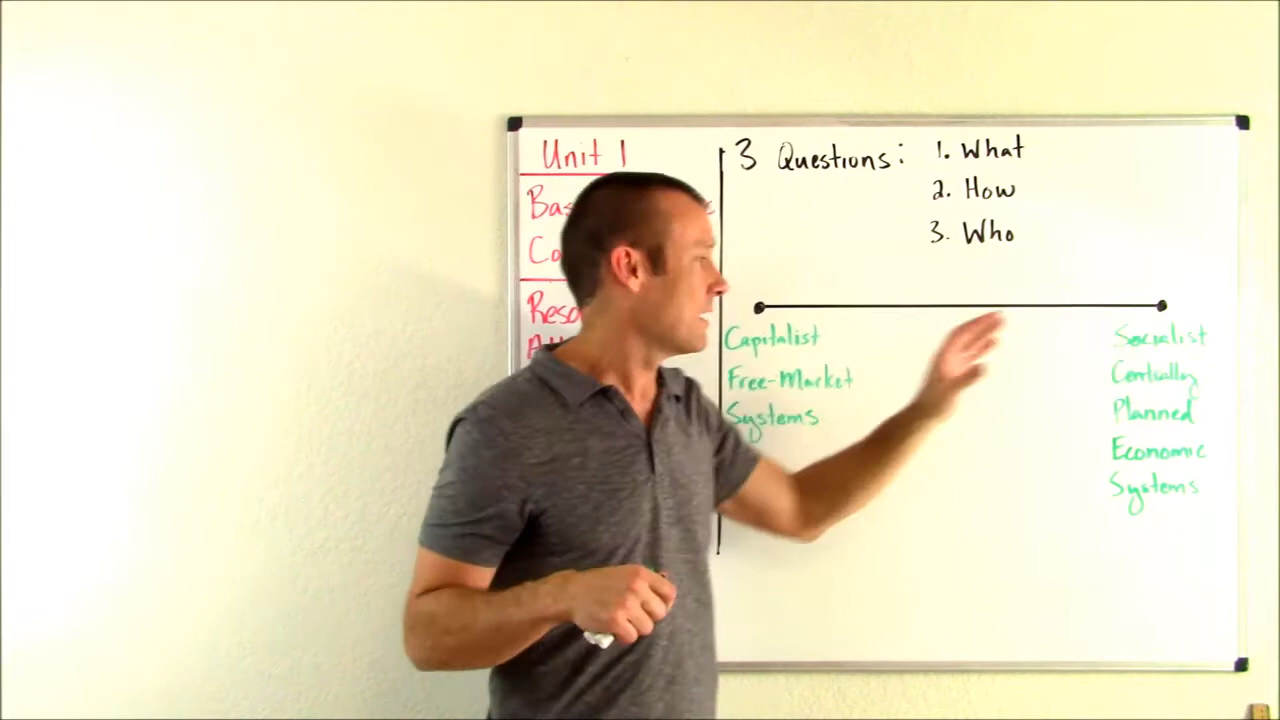 Unit 1
3 Questions: 1. What
2. How
3. Who
Capitalist
Free-Market
Systems
Socialist
Centrally
Planned
Economic
Systems